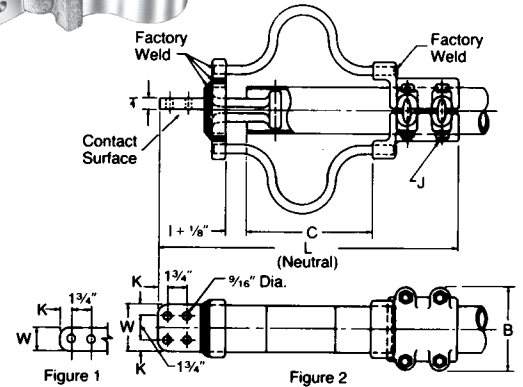 Factory
Weld
Factory
Weld
Contact
Surface
J
I + 1/8"
C
L
(Neutral)
K
1 3/4"
9/16" Dia.
K
1 3/4"
W
W
B
K
1 3/4"
Figure 1
Figure 2